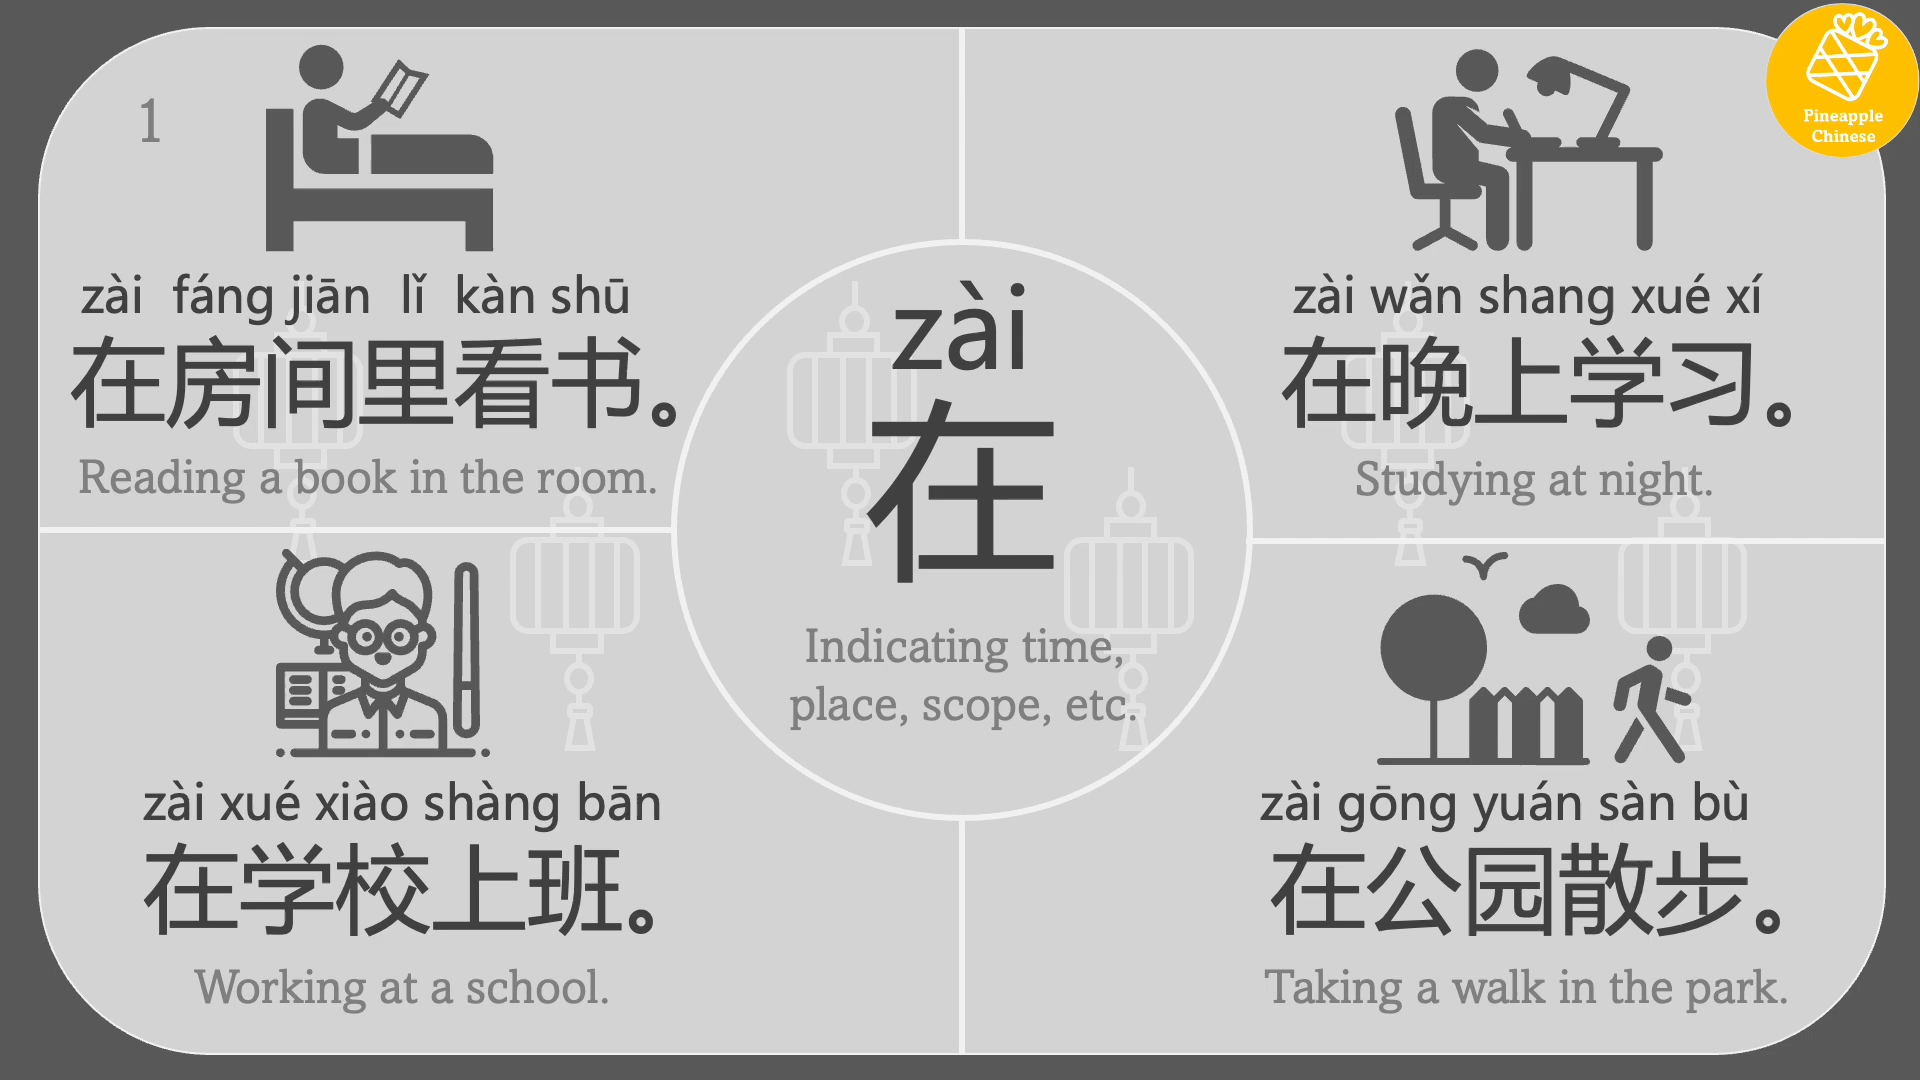 1
zài fáng jiān lǐ kàn shū
在房间里看书。
Reading a book in the room.
zài wǎn shang xué xí
在晚上学习。
Studying at night.
Pineapple
Chinese
zài
在
Indicating time,
place, scope, etc.
zài xué xiào shàng bān
在学校上班。
Working at a school.
zài gōng yuán sàn bù
在公园散步。
Taking a walk in the park.